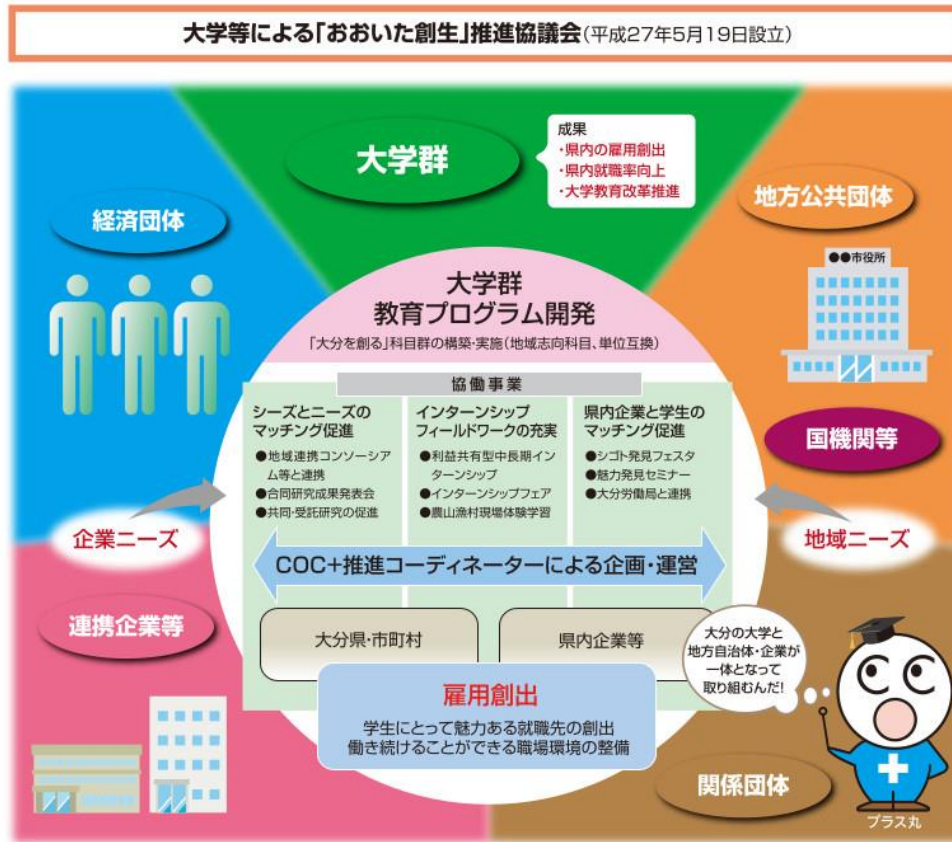 大学等による「おおいた創生」推進協議会(平成27年5月19日設立)
大学群
成果
・県内の雇用創出
・県内就職率向上
・大学教育改革推進
経済団体
地方公共団体
●●市役所
大学群
教育プログラム開発
「大分を創る」科目群の構築・実施(地域志向科目、単位互換)
協働事業
シーズとニーズの
マッチング促進
●地域連携コンソーシア
ム等と連携
●合同研究成果発表会
●共同・受託研究の促進
インターンシップ
フィールドワークの充実
●利益共有型中長期イン
ターンシップ
●インターンシップフェア
●農山漁村現場体験学習
県内企業と学生の
マッチング促進
●シゴト発見フェスタ
●魅力発見セミナー
●大分労働局と連携
国機関等
企業ニーズ
地域ニーズ
COC+推進コーディネーターによる企画・運営
連携企業等
大分県・市町村
県内企業等
大分の大学と
地方自治体・企業が
一体となって
取り組むんだ!
雇用創出
学生にとって魅力ある就職先の創出
働き続けることができる職場環境の整備
関係団体
プラス丸